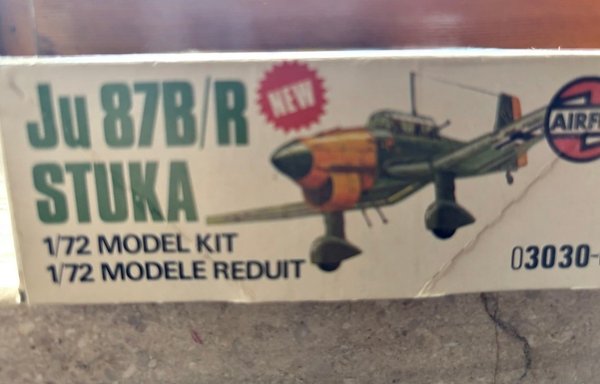 Ju 87B/R
NEW
STUKA
1/72 MODEL KIT
1/72 MODELE REDUIT
03030-